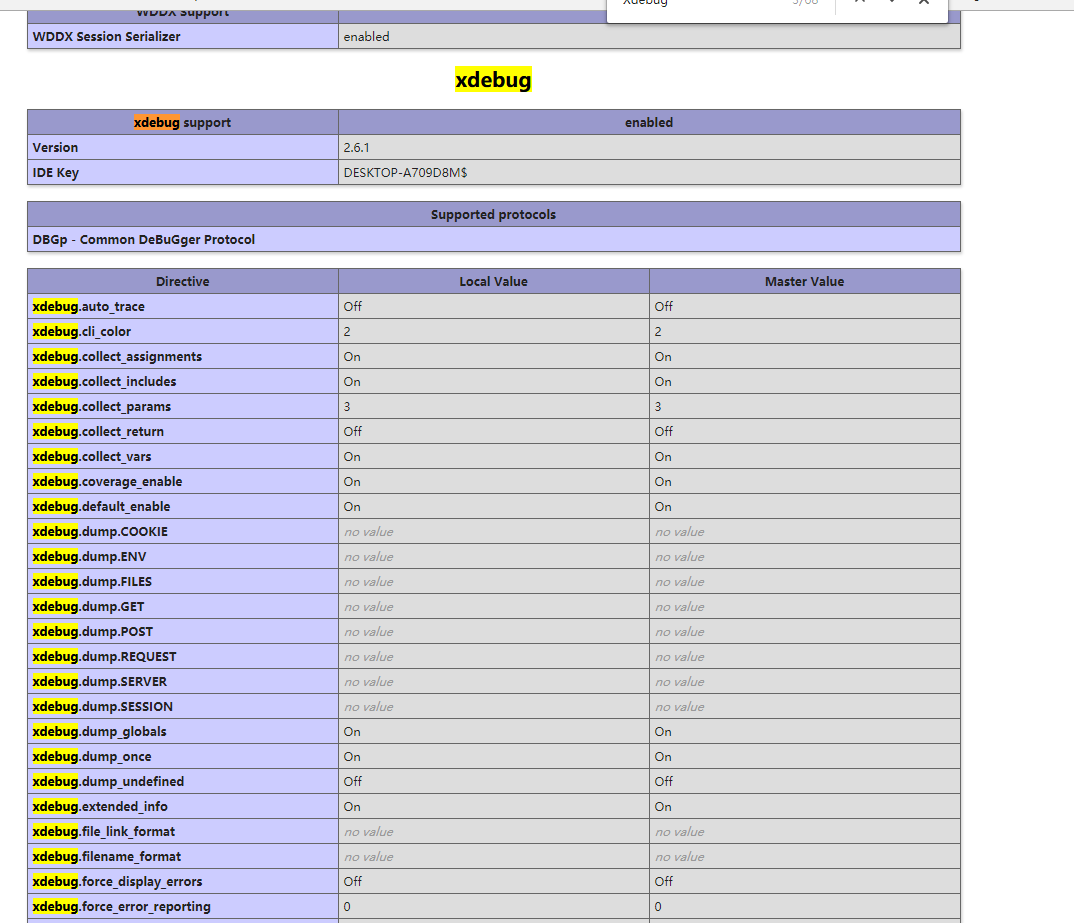 WDDX Support
Xdebug 3/68
WDDX Session Serializer enabled
xdebug
xdebug support enabled
Version 2.6.1
IDE Key DESKTOP-A709D8M$
Supported protocols
DBGp - Common DeBuGger Protocol
Directive Local Value Master Value
xdebug.auto_trace Off Off
xdebug.cli_color 2 2
xdebug.collect_assignments On On
xdebug.collect_includes On On
xdebug.collect_params 3 3
xdebug.collect_return Off Off
xdebug.collect_vars On On
xdebug.coverage_enable On On
xdebug.default_enable On On
xdebug.dump.COOKIE no value no value
xdebug.dump.ENV no value no value
xdebug.dump.FILES no value no value
xdebug.dump.GET no value no value
xdebug.dump.POST no value no value
xdebug.dump.REQUEST no value no value
xdebug.dump.SERVER no value no value
xdebug.dump.SESSION no value no value
xdebug.dump_globals On On
xdebug.dump_once On On
xdebug.dump_undefined Off Off
xdebug.extended_info On On
xdebug.file_link_format no value no value
xdebug.filename_format no value no value
xdebug.force_display_errors Off Off
xdebug.force_error_reporting 0 0